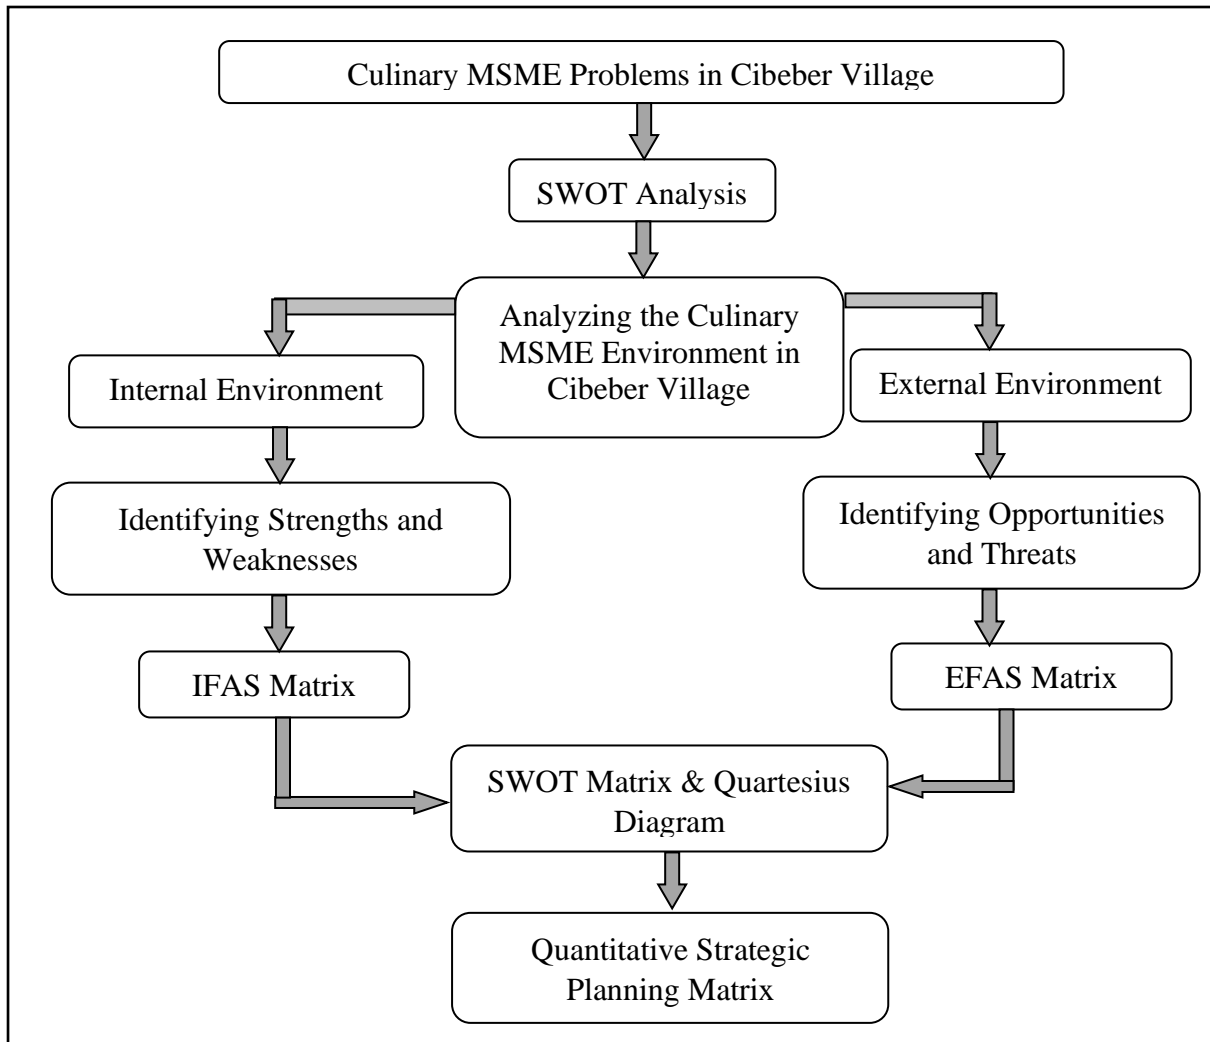 Culinary MSME Problems in Cibeber Village
SWOT Analysis
Analyzing the Culinary
MSME Environment in
Cibeber Village
Internal Environment
External Environment
Identifying Strengths and
Weaknesses
Identifying Opportunities
and Threats
IFAS Matrix
EFAS Matrix
SWOT Matrix & Quartesius
Diagram
Quantitative Strategic
Planning Matrix